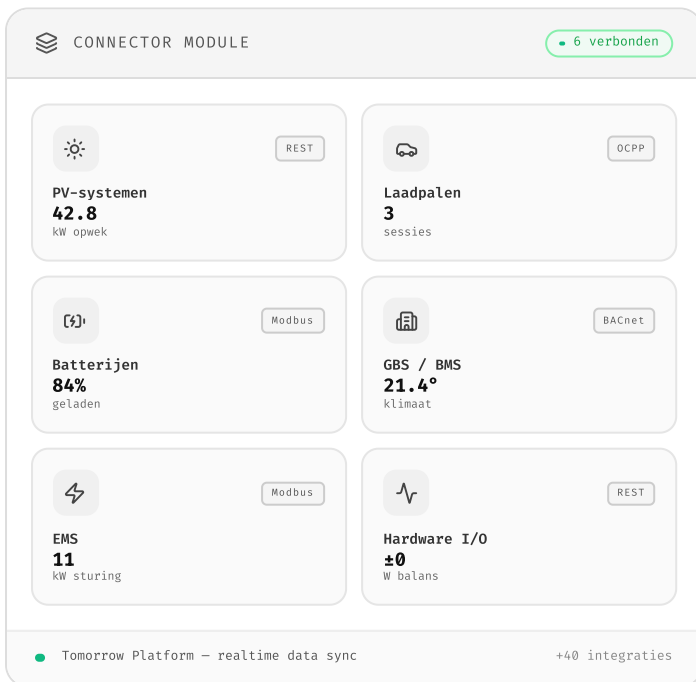 CONNECTOR MODULE
6 verbonden
REST
PV-systemen
42.8
kW opwek
OCPP
Laadpalen
3
sessies
Modbus
Batterijen
84%
geladen
BACnet
GBS / BMS
21.4°
klimaat
Modbus
EMS
11
kW sturing
REST
Hardware I/O
±0
W balans
Tomorrow Platform — realtime data sync
+40 integraties